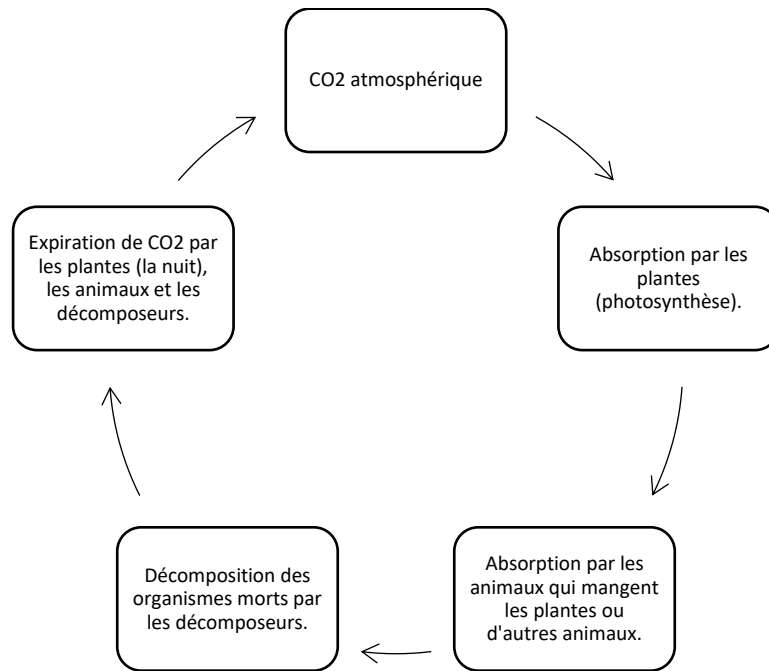 CO2 atmosphérique
Absorption par les
plantes
(photosynthèse).
Absorption par les
animaux qui mangent
les plantes ou
d'autres animaux.
Décomposition des
organismes morts par
les décomposeurs.
Expiration de CO2 par
les plantes (la nuit),
les animaux et les
décomposeurs.